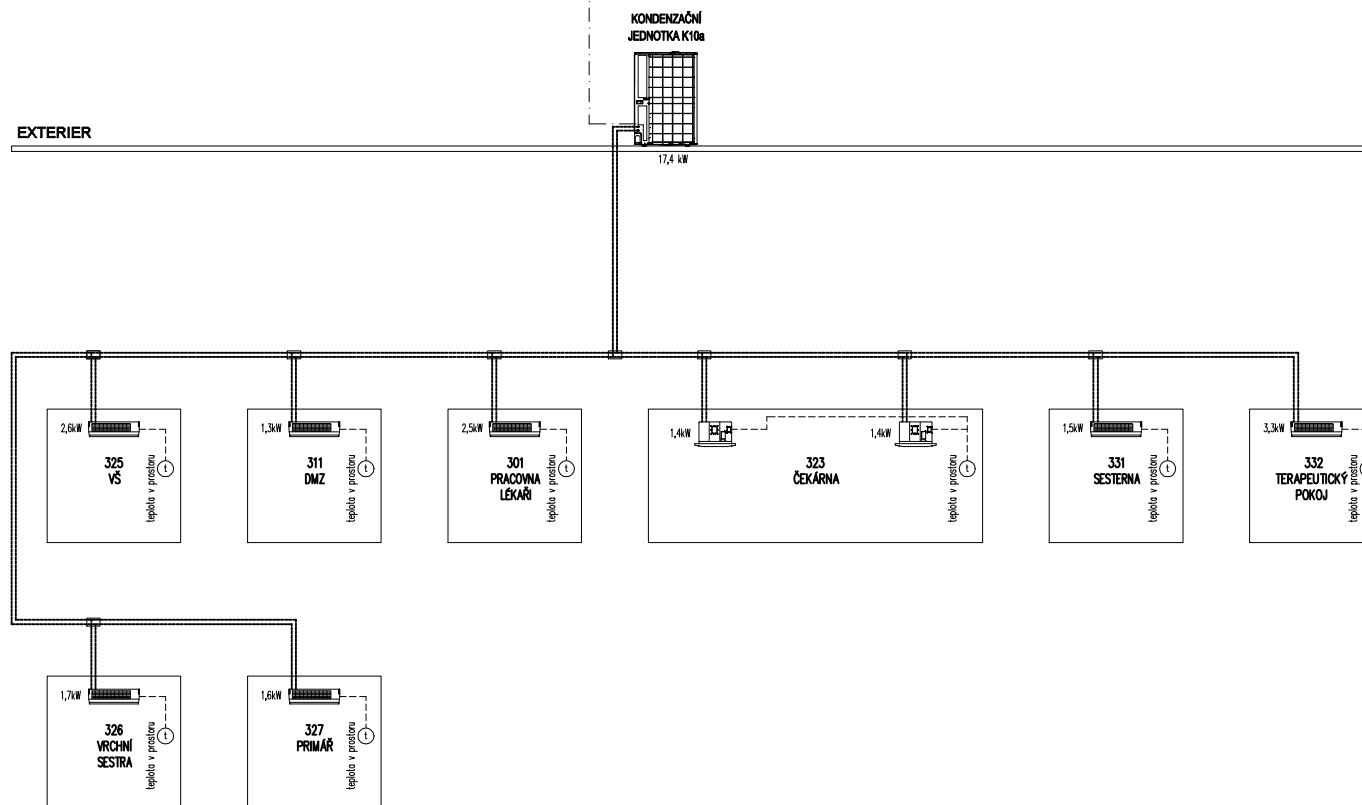 KONDENZAČNÍ
JEDNOTKA K10a
EXTERIER
17,4 kW
2,6kW
325
VŠ
teplota v prostoru
t
1,3kW
311
DMZ
teplota v prostoru
t
2,5kW
301
PRACOVNA
LÉKAŘI
teplota v prostoru
t
1,4kW
1,4kW
323
ČEKÁRNA
teplota v prostoru
t
1,5kW
331
SESTERNA
teplota v prostoru
t
3,3kW
332
TERAPEUTICKÝ
POKOJ
teplota v prostoru
t
1,7kW
326
VRCHNÍ
SESTRA
teplota v prostoru
t
1,6kW
327
PRIMÁŘ
teplota v prostoru
t